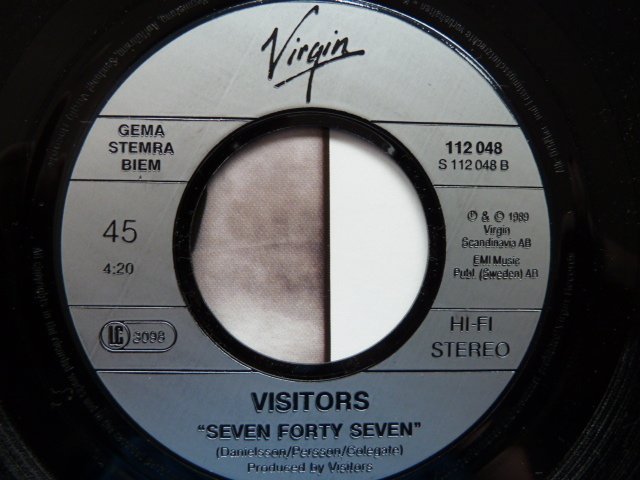 Virgin
GEMA
STEMRA
BIEM
112 048
S 112 048 B
45
4:20
℗ & © 1989
Virgin
Scandinavia AB
EMI Music
Publ. (Sweden) AB
LC 3098
HI-FI
STEREO
VISITORS
"SEVEN FORTY SEVEN"
(Danielsson/Persson/Colegate)
Produced by Visitors